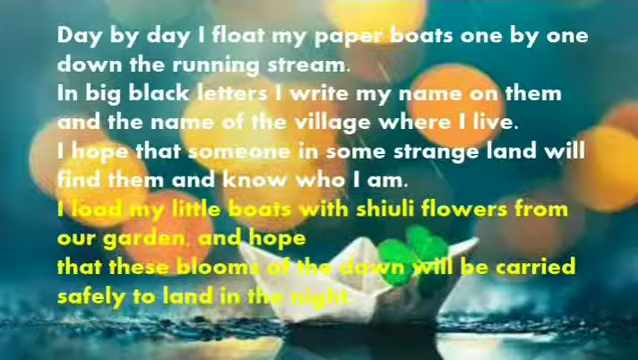 Day by day I float my paper boats one by one
down the running stream.
In big black letters I write my name on them
and the name of the village where I live.
I hope that someone in some strange land will
find them and know who I am.
I load my little boats with shiuli flowers from
our garden, and hope
that these blooms of the dawn will be carried
safely to land in the night.